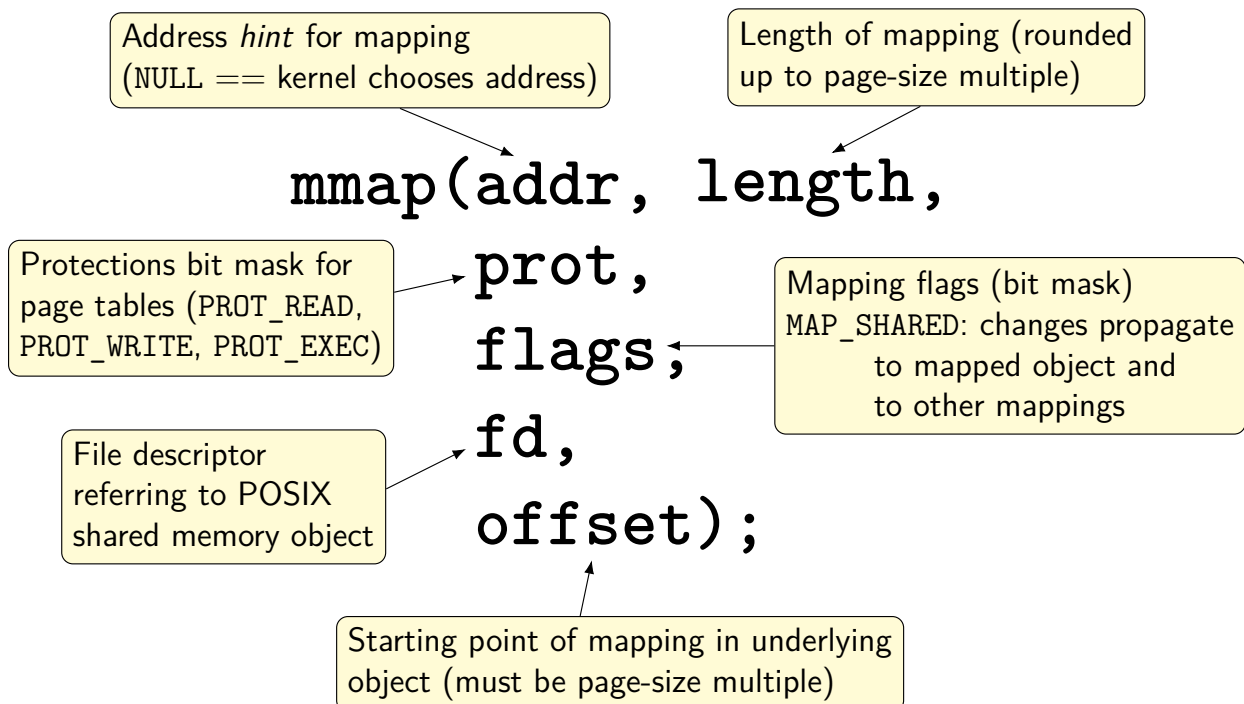 Address hint for mapping
(NULL == kernel chooses address)
Length of mapping (rounded
up to page-size multiple)
mmap(addr, length,
prot,
flags,
fd,
offset);
Protections bit mask for
page tables (PROT_READ,
PROT_WRITE, PROT_EXEC)
Mapping flags (bit mask)
MAP_SHARED: changes propagate
to mapped object and
to other mappings
File descriptor
referring to POSIX
shared memory object
Starting point of mapping in underlying
object (must be page-size multiple)